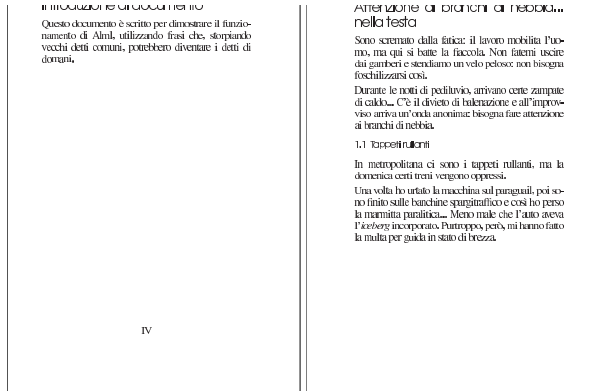 Introduzione al documento
Questo documento è scritto per dimostrare il funzio-
namento di Alml, utilizzando frasi che, storpiando
vecchi detti comuni, potrebbero diventare i detti di
domani.
IV
Attenzione ai branchi di nebbia...
nella testa
Sono scremato dalla fatica: il lavoro mobilita l'uo-
mo, ma qui si batte la fiaccola. Non fatemi uscire
dai gamberi e stendiamo un velo peloso: non bisogna
foschilizzarsi così.
Durante le notti di pediluvio, arrivano certe zampate
di caldo... C'è il divieto di balenazione e all'improv-
viso arriva un'onda anonima: bisogna fare attenzione
ai branchi di nebbia.
1.1 Tappeti rullanti
In metropolitana ci sono i tappeti rullanti, ma la
domenica certi treni vengono oppressi.
Una volta ho urtato la macchina sul paraguail, poi so-
no finito sulle banchine spargitraffico e così ho perso
la marmitta paralitica... Meno male che l'auto aveva
l'iceberg incorporato. Purtroppo, però, mi hanno fatto
la multa per guida in stato di brezza.